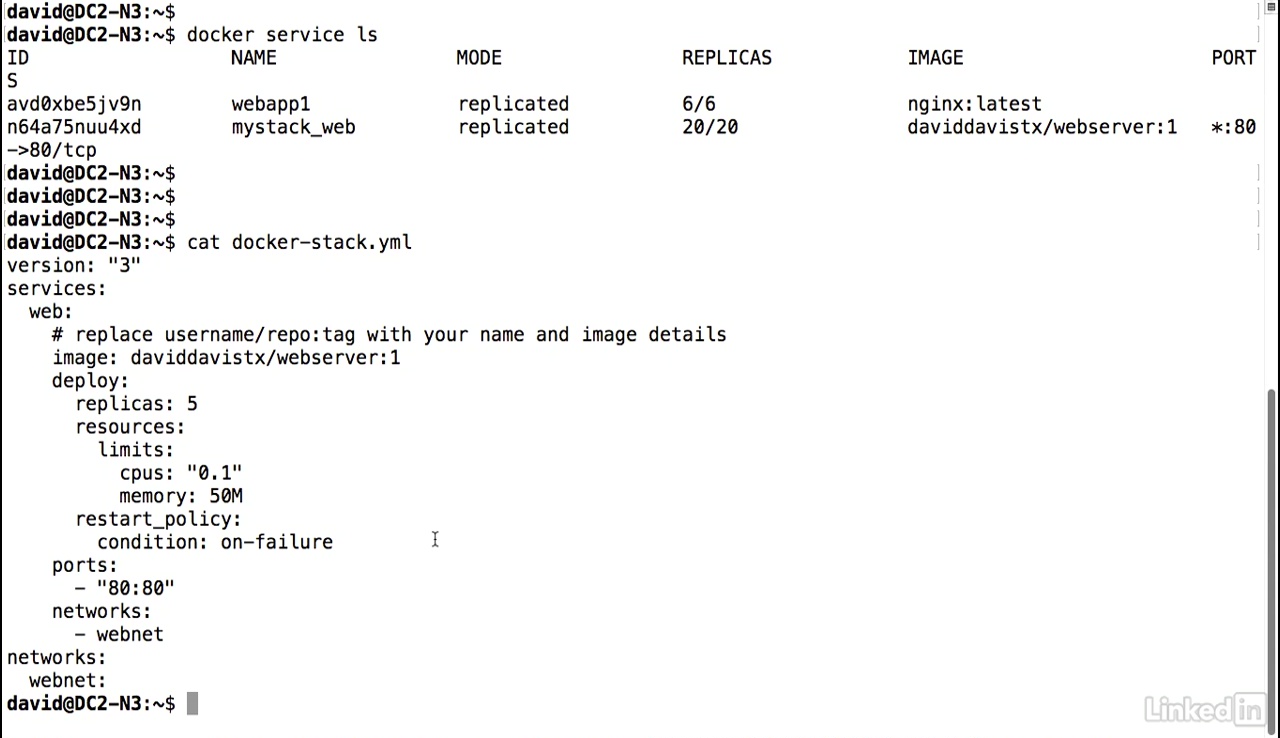 david@DC2-N3:~$
david@DC2-N3:~$ docker service ls
ID                  NAME                MODE                REPLICAS            IMAGE                   PORT
S
avd0xbe5jv9n        webapp1             replicated          6/6                 nginx:latest
n64a75nuu4xd        mystack_web         replicated          20/20               daviddavistx/webserver:1   *:80
->80/tcp
david@DC2-N3:~$
david@DC2-N3:~$
david@DC2-N3:~$
david@DC2-N3:~$ cat docker-stack.yml
version: "3"
services:
  web:
    # replace username/repo:tag with your name and image details
    image: daviddavistx/webserver:1
    deploy:
      replicas: 5
      resources:
        limits:
          cpus: "0.1"
          memory: 50M
      restart_policy:
        condition: on-failure
    ports:
      - "80:80"
    networks:
      - webnet
networks:
  webnet:
david@DC2-N3:~$
Linked in